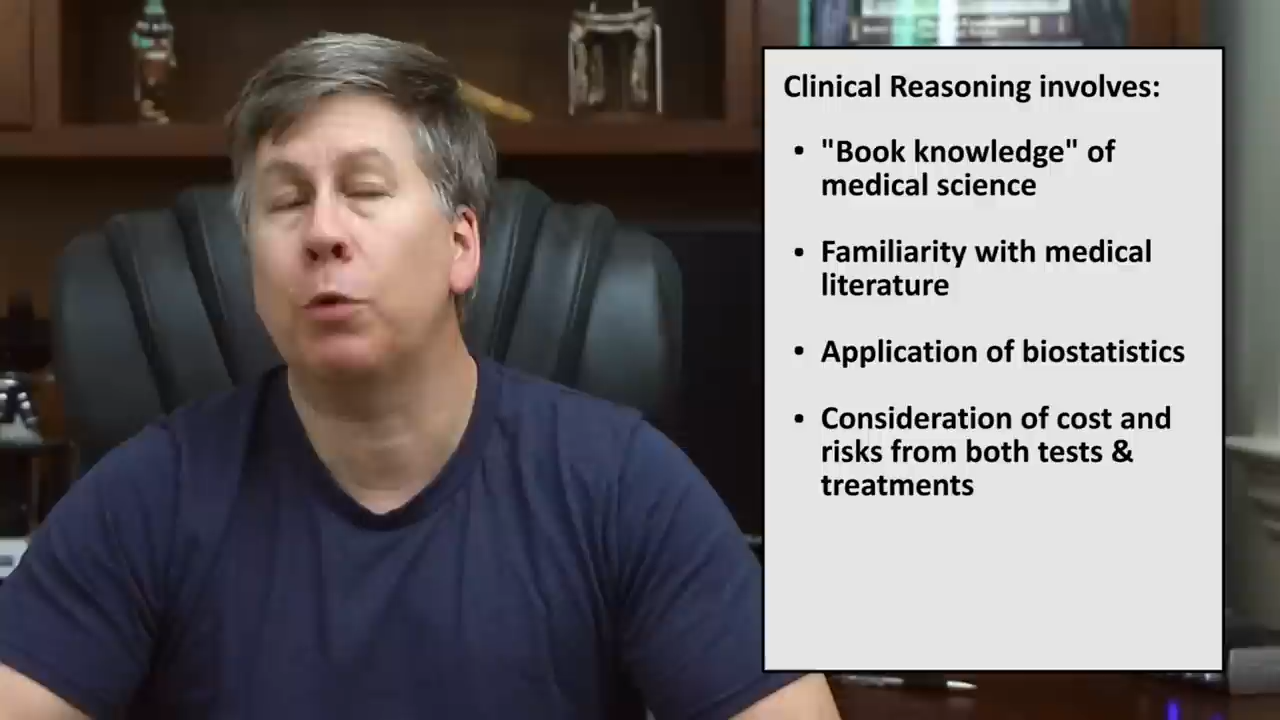 Clinical Reasoning involves:
• "Book knowledge" of
medical science
• Familiarity with medical
literature
• Application of biostatistics
• Consideration of cost and
risks from both tests &
treatments